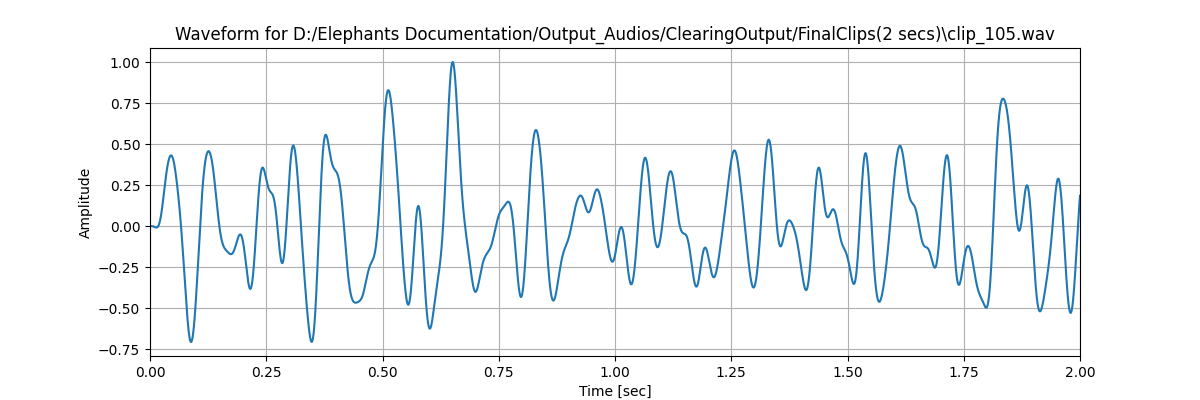 Waveform for D:/Elephants Documentation/Output_Audios/ClearingOutput/FinalClips(2 secs)\clip_105.wav
1.00
0.75
0.50
0.25
0.00
−0.25
−0.50
−0.75
Amplitude
0.00 0.25 0.50 0.75 1.00 1.25 1.50 1.75 2.00
Time [sec]